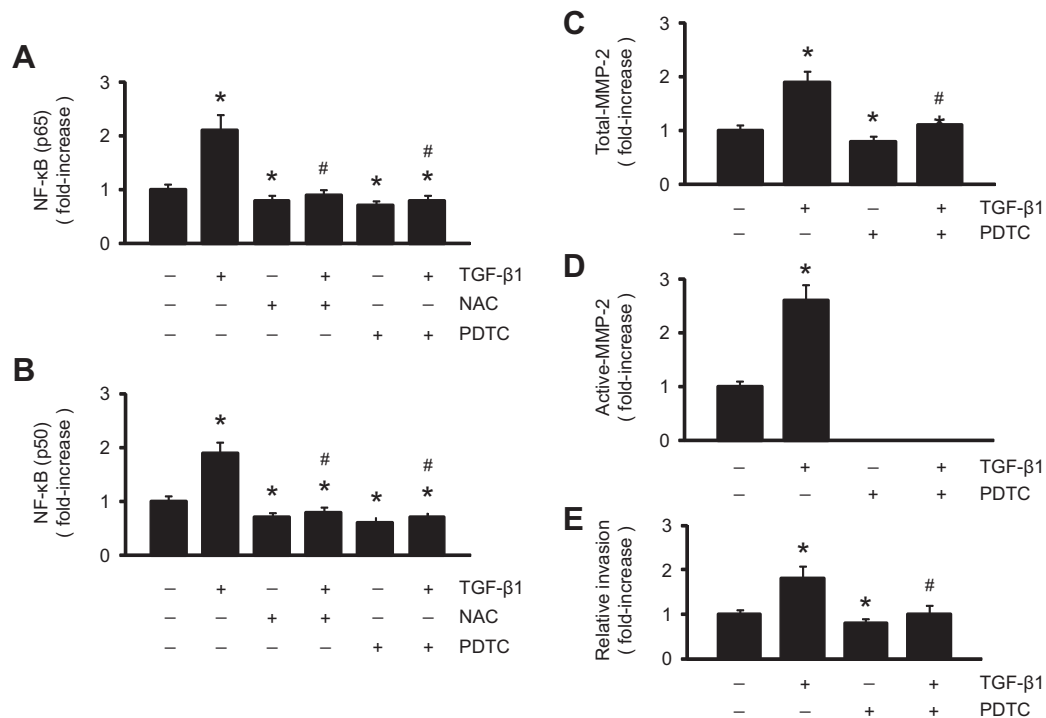 A
NF-κB (p65)
( fold-increase )
3
2
1
0
*
*
#
*
#
*
– + – + – + TGF-β1
– – + + – – NAC
– – – – + + PDTC
B
NF-κB (p50)
( fold-increase )
3
2
1
0
*
*
#
*
*
#
*
– + – + – + TGF-β1
– – + + – – NAC
– – – – + + PDTC
C
Total-MMP-2
( fold-increase )
3
2
1
0
*
*
#
*
– + – + TGF-β1
– – + + PDTC
D
Active-MMP-2
( fold-increase )
3
2
1
0
*
– + – + TGF-β1
– – + + PDTC
E
Relative invasion
( fold-increase )
3
2
1
0
*
*
#
– + – + TGF-β1
– – + + PDTC